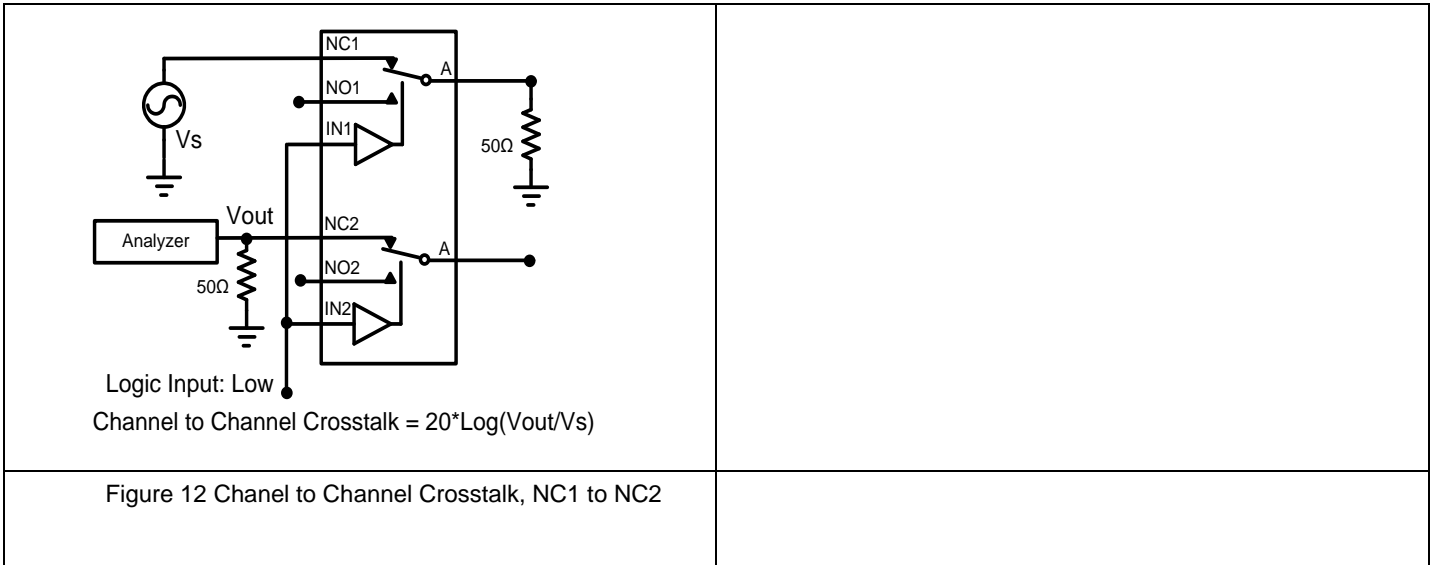 NC1
A
NO1
IN1
Vs
50Ω
Vout
NC2
Analyzer
A
NO2
50Ω
IN2
Logic Input: Low
Channel to Channel Crosstalk = 20*Log(Vout/Vs)
Figure 12 Chanel to Channel Crosstalk, NC1 to NC2